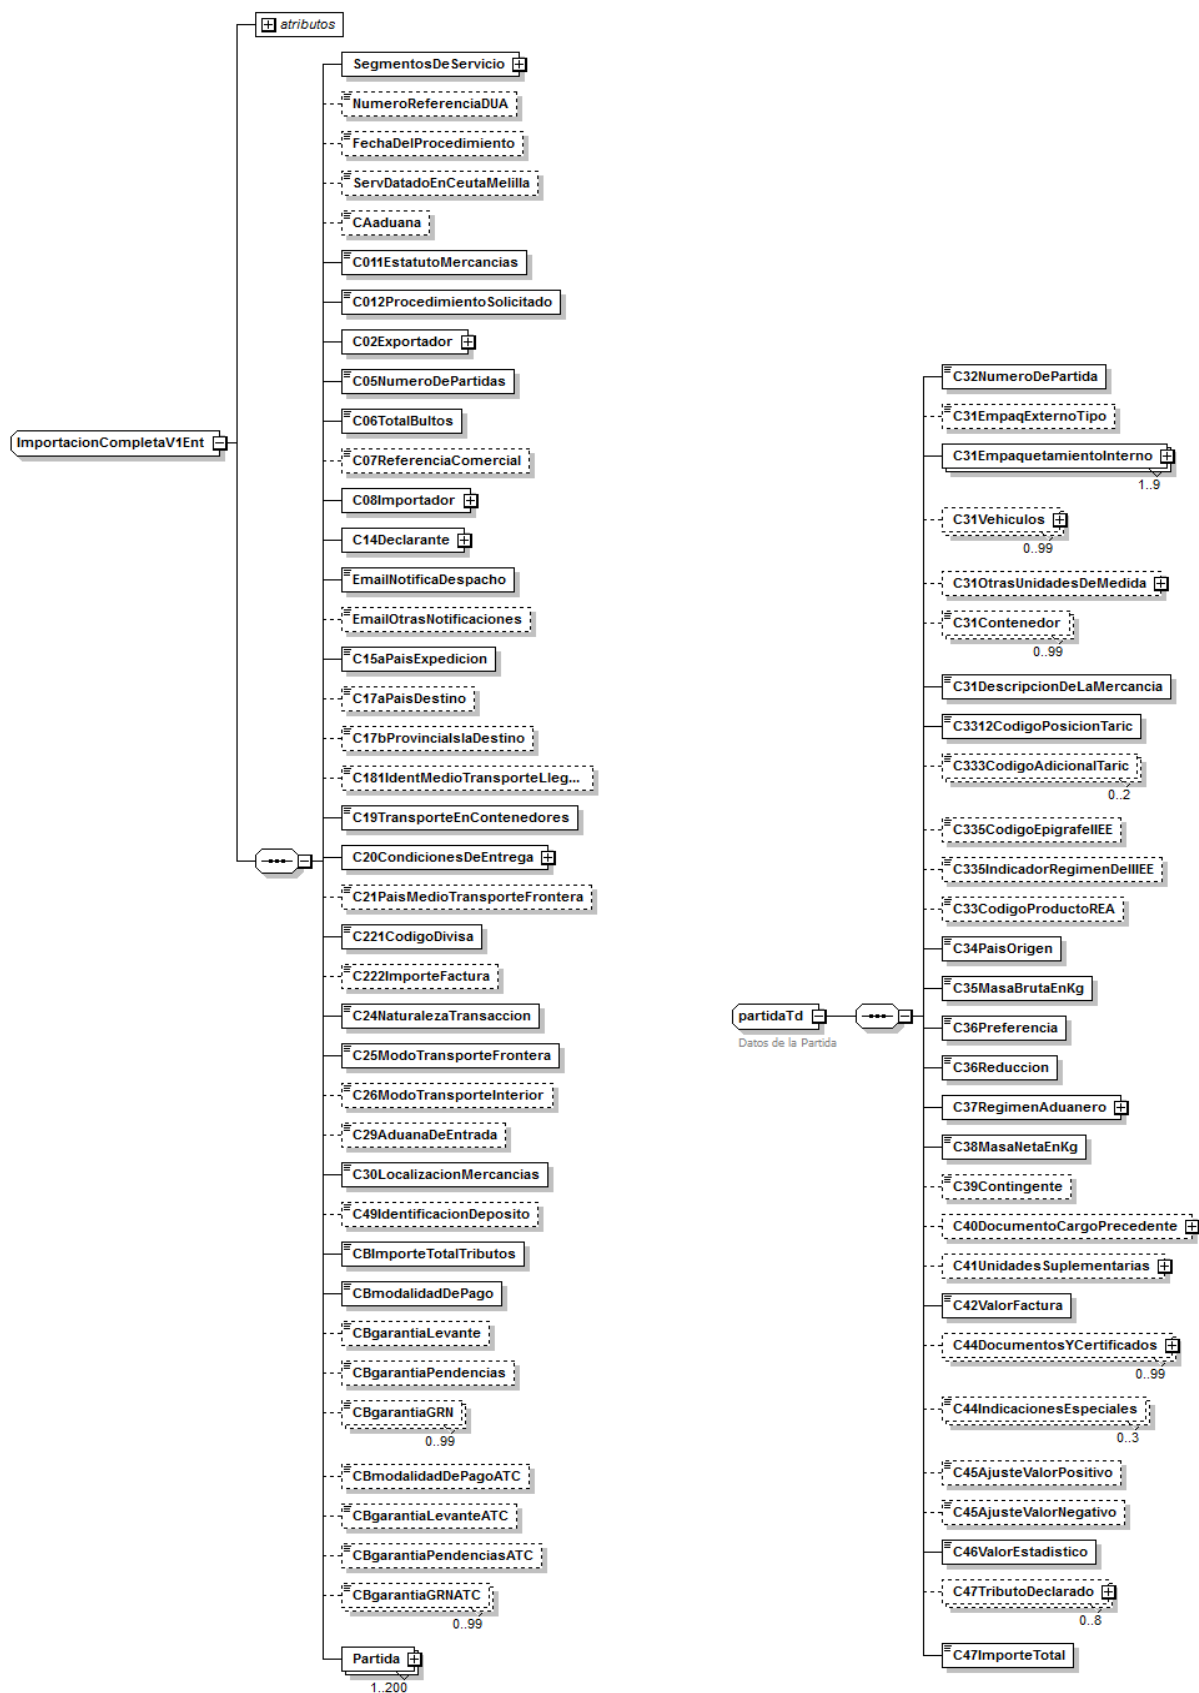 atributos
SegmentosDeServicio
NumeroReferenciaDUA
FechaDelProcedimiento
ServDatadoEnCeutaMelilla
CAaduana
C011EstatutoMercancias
C012ProcedimientoSolicitado
C02Exportador
C05NumeroDePartidas
C06TotalBultos
ImportacionCompletaV1Ent
C07ReferenciaComercial
C08Importador
C14Declarante
EmailNotificaDespacho
EmailOtrasNotificaciones
C15aPaisExpedicion
C17aPaisDestino
C17bProvinciaIslaDestino
C181IdentMedioTransporteLleg...
C19TransporteEnContenedores
C20CondicionesDeEntrega
C21PaisMedioTransporteFrontera
C221CodigoDivisa
C222ImporteFactura
C24NaturalezaTransaccion
C25ModoTransporteFrontera
C26ModoTransporteInterior
C29AduanaDeEntrada
C30LocalizacionMercancias
C49IdentificacionDeposito
CBImporteTotalTributos
CBmodalidadDePago
CBgarantiaLevante
CBgarantiaPendencias
CBgarantiaGRN
0..99
CBmodalidadDePagoATC
CBgarantiaLevanteATC
CBgarantiaPendenciasATC
CBgarantiaGRNATC
0..99
Partida
1..200
C32NumeroDePartida
C31EmpaqExternoTipo
C31EmpaquetamientoInterno
1..9
C31Vehiculos
0..99
C31OtrasUnidadesDeMedida
C31Contenedor
0..99
C31DescripcionDeLaMercancia
C3312CodigoPosicionTaric
C333CodigoAdicionalTaric
0..2
C335CodigoEpigrafeIIEE
C335IndicadorRegimenDeIIIEE
C33CodigoProductoREA
C34PaisOrigen
C35MasaBrutaEnKg
partidaTd
Datos de la Partida
C36Preferencia
C36Reduccion
C37RegimenAduanero
C38MasaNetaEnKg
C39Contingente
C40DocumentoCargoPrecedente
C41UnidadesSuplementarias
C42ValorFactura
C44DocumentosYCertificados
0..99
C44IndicacionesEspeciales
0..3
C45AjusteValorPositivo
C45AjusteValorNegativo
C46ValorEstadistico
C47TributoDeclarado
0..8
C47ImporteTotal